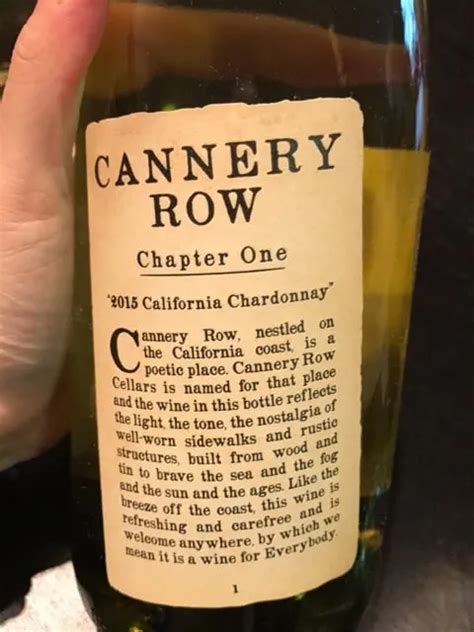 CANNERY
ROW
Chapter One
"2015 California Chardonnay"
Cannery Row, nestled on
the California coast, is a
poetic place. Cannery Row
Cellars is named for that place
and the wine in this bottle reflects
the light, the tone, the nostalgia of
well-worn sidewalks and rustic
structures, built from wood and
tin to brave the sea and the fog
and the sun and the ages. Like the
breeze off the coast, this wine is
refreshing and carefree and is
welcome anywhere, by which we
mean it is a wine for Everybody.
1